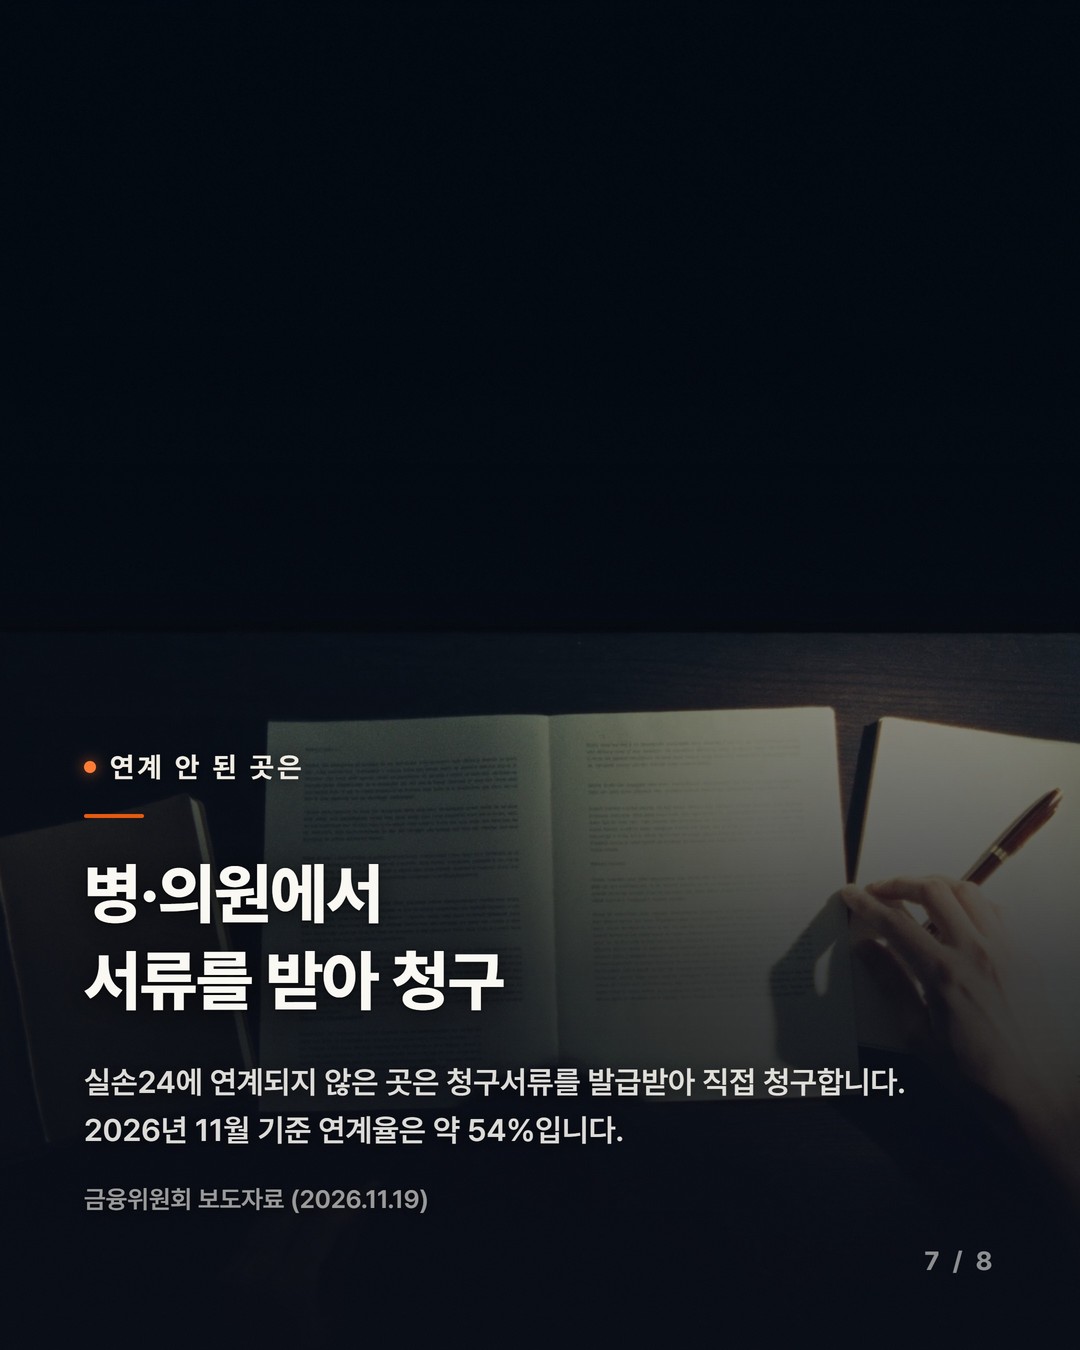 연계 안 된 곳은
병·의원에서
서류를 받아 청구
실손24에 연계되지 않은 곳은 청구서류를 발급받아 직접 청구합니다.
2026년 11월 기준 연계율은 약 54%입니다.
금융위원회 보도자료 (2026.11.19)
7 / 8